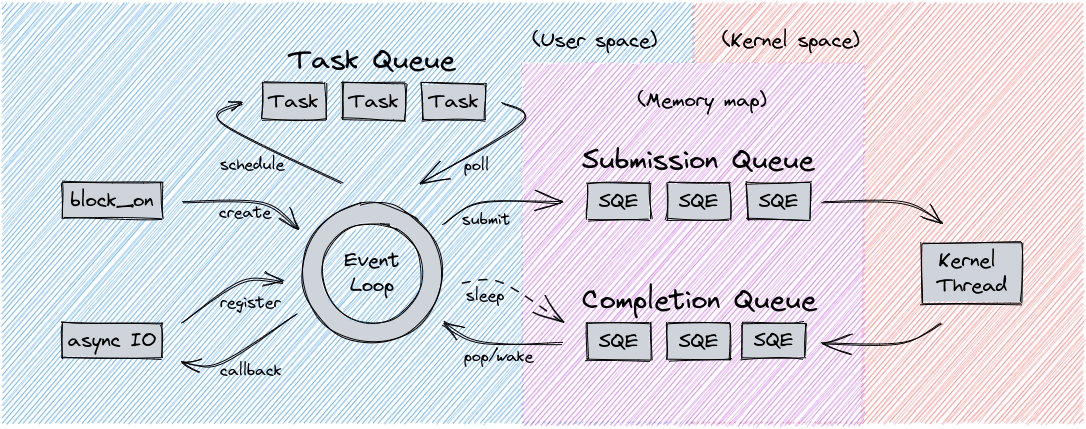 (User space)
(Kernel space)
Task Queue
Task Task Task
(Memory map)
schedule
poll
Submission Queue
block_on
create
submit
SQE SQE SQE
Event
Loop
Kernel
Thread
register
sleep
Completion Queue
async IO
SQE SQE SQE
callback
pop/wake